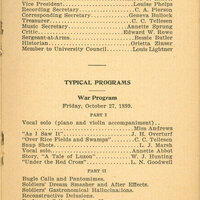 Vice President Louise Phelps
Recording Secretary C. A. Pierson
Corresponding Secretary Geneva Bullock
Treasurer C. C. Tellesen
Music Secretary Annette Sprung
Critic Edward W. Rowe
Sergeant-at-Arms Bessie Butler
Historian Orietta
Member to University Council Louis Lightner
TYPICAL PROGRAMS
War Program
Friday, October 27, 1899.
PART I
Vocal solo (piano and violin accompaniment)
Miss Andrews
"As I Saw It" J. H. Overturf
"Over Rice Fields and Swamps" C. C. Tellesen
Snap Shots L. J. Marsh
Vocal solo Annette Abbot
Story, "A Tale of Luzon" W. J. Hunting
"Under the Red Cross" L. N. Goodwell
PART II
Bugle Calls and Pantomimes.
Soldiers' Dream Smasher and After Effects.
Soldiers' Gastronomical Hallucinations.
Reconstructive Delusions.